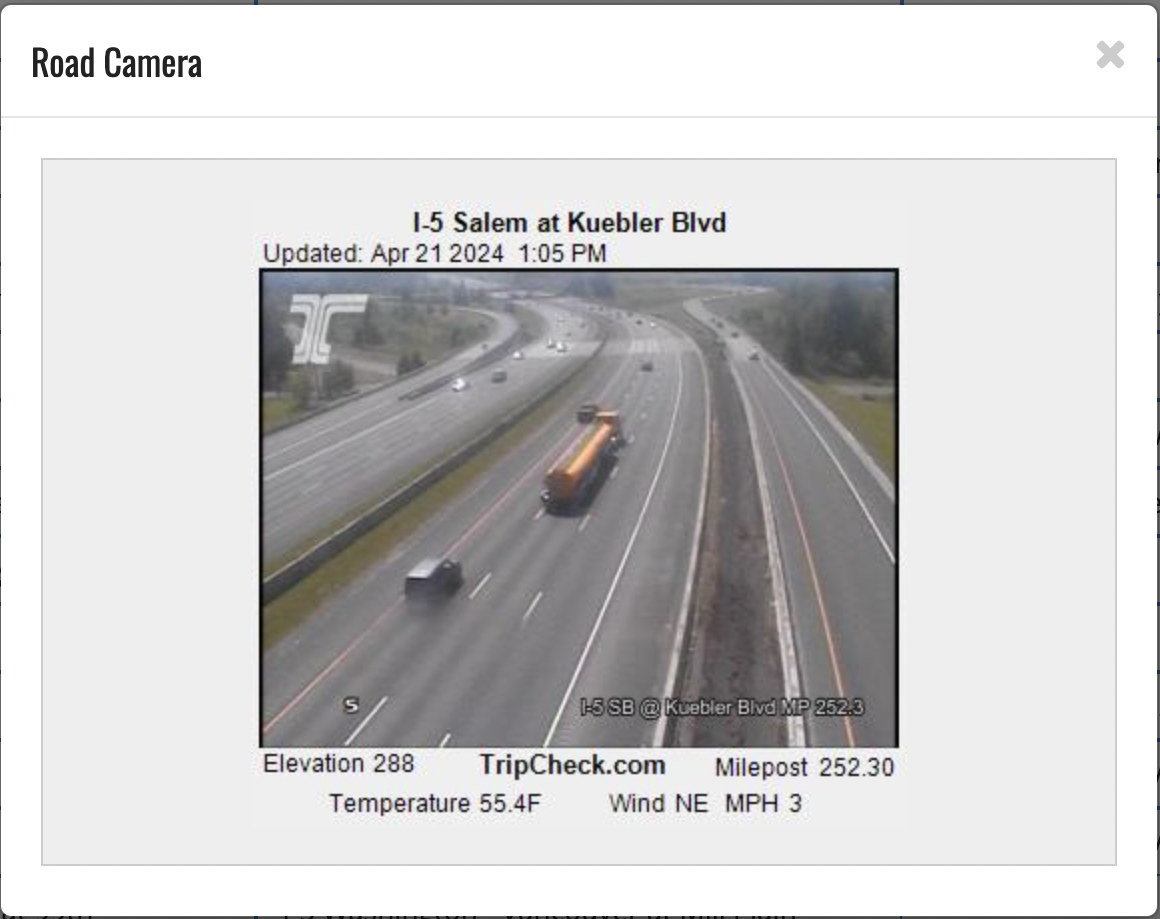 Road Camera
I-5 Salem at Kuebler Blvd
Updated: Apr 21 2024 1:05 PM
S
I-5 SB @ Kuebler Blvd MP 252.3
Elevation 288 TripCheck.com Milepost 252.30
Temperature 55.4F Wind NE MPH 3